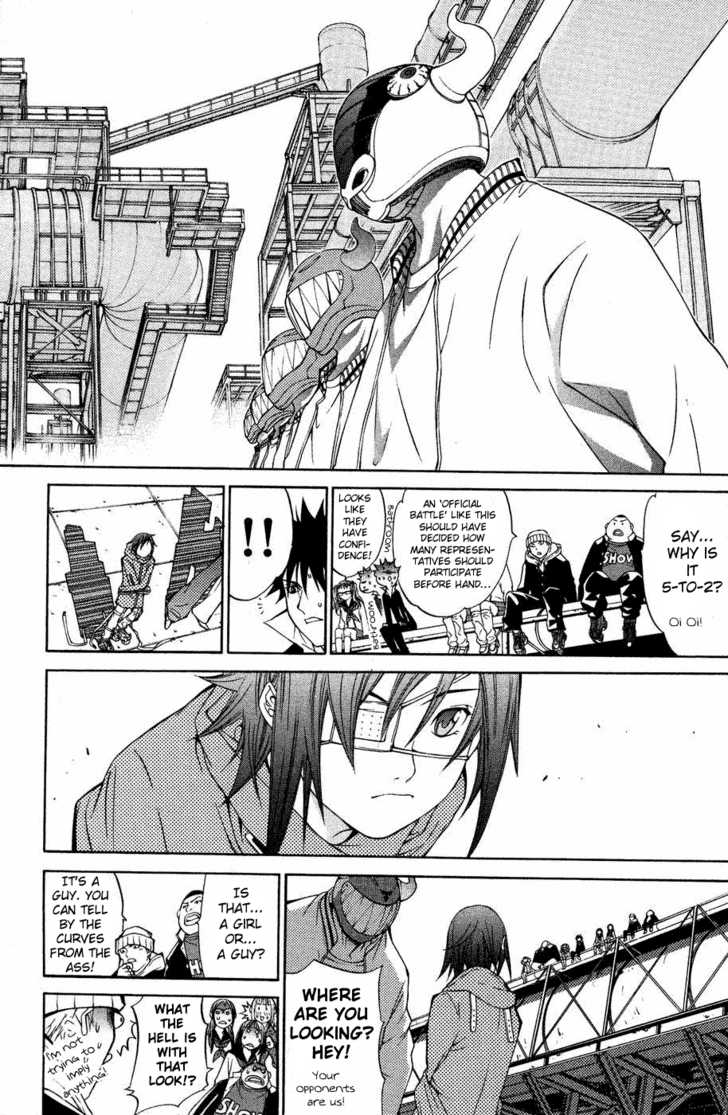 SAY...
WHY IS
IT
5-TO-2?
Oi Oi!
AN 'OFFICIAL
BATTLE' LIKE THIS
SHOULD HAVE
DECIDED HOW
MANY REPRESEN-
TATIVES SHOULD
PARTICIPATE
BEFORE HAND...
SHOW
LOOKS
LIKE
THEY
HAVE
CONFI-
DENCE!
!!
IS
THAT...
A GIRL
OR...
A GUY?
IT'S A
GUY. YOU
CAN TELL
BY THE
CURVES
FROM THE
ASS!
WHERE
ARE YOU
LOOKING?
HEY!
Your
opponents
are us!
WHAT
THE
HELL IS
WITH
THAT
LOOK!?
SHOW
I'm not
trying to
imply
anything!